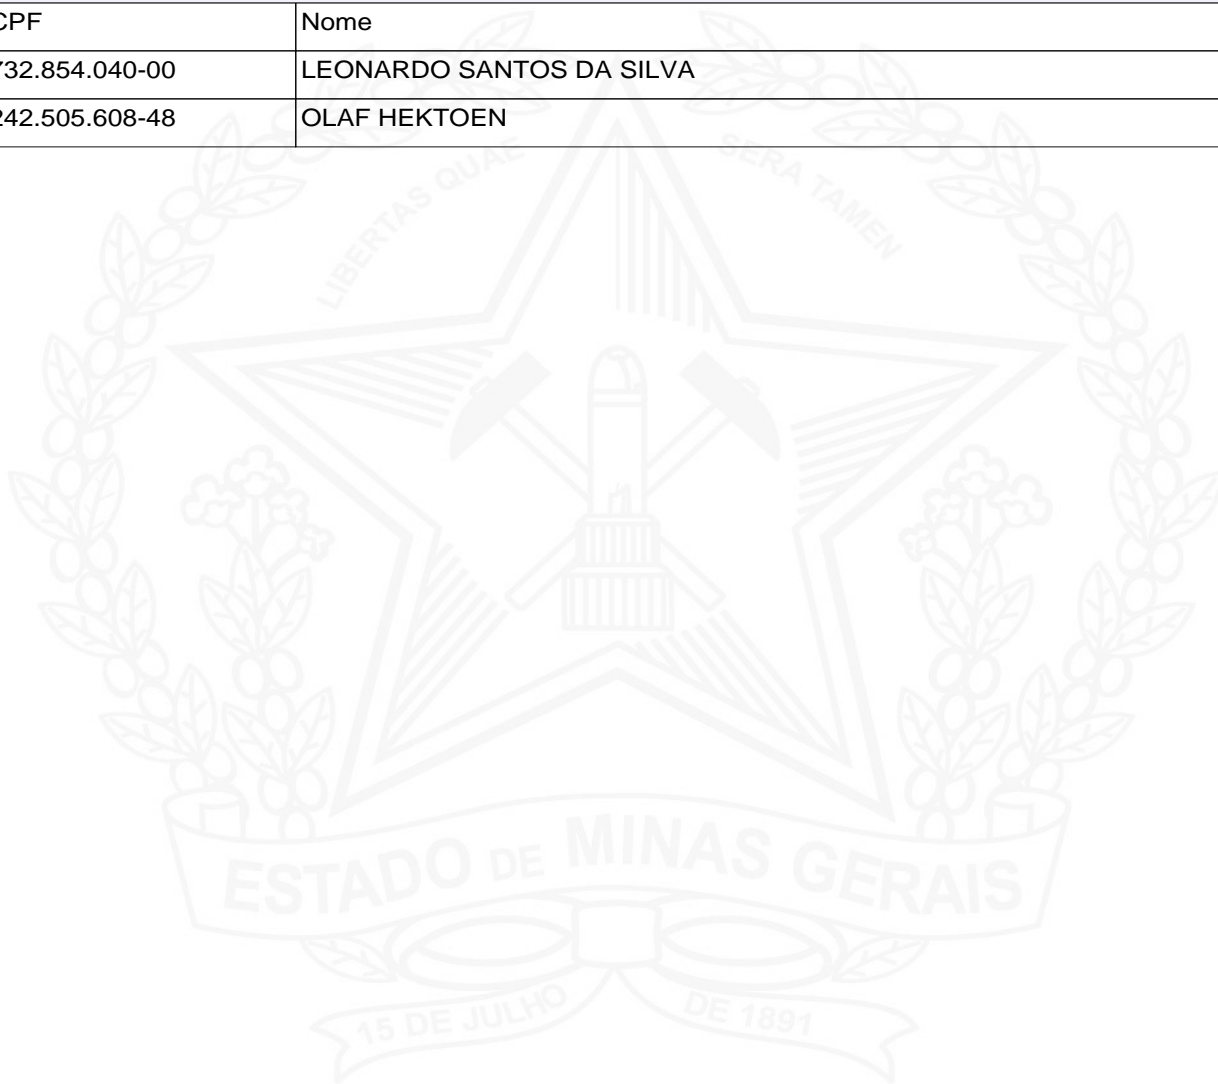 CPF Nome
732.854.040-00 LEONARDO SANTOS DA SILVA
242.505.608-48 OLAF HEKTOEN
LIBERTAS QUAE SERA TAMEN
ESTADO DE MINAS GERAIS
15 DE JULHO DE 1891